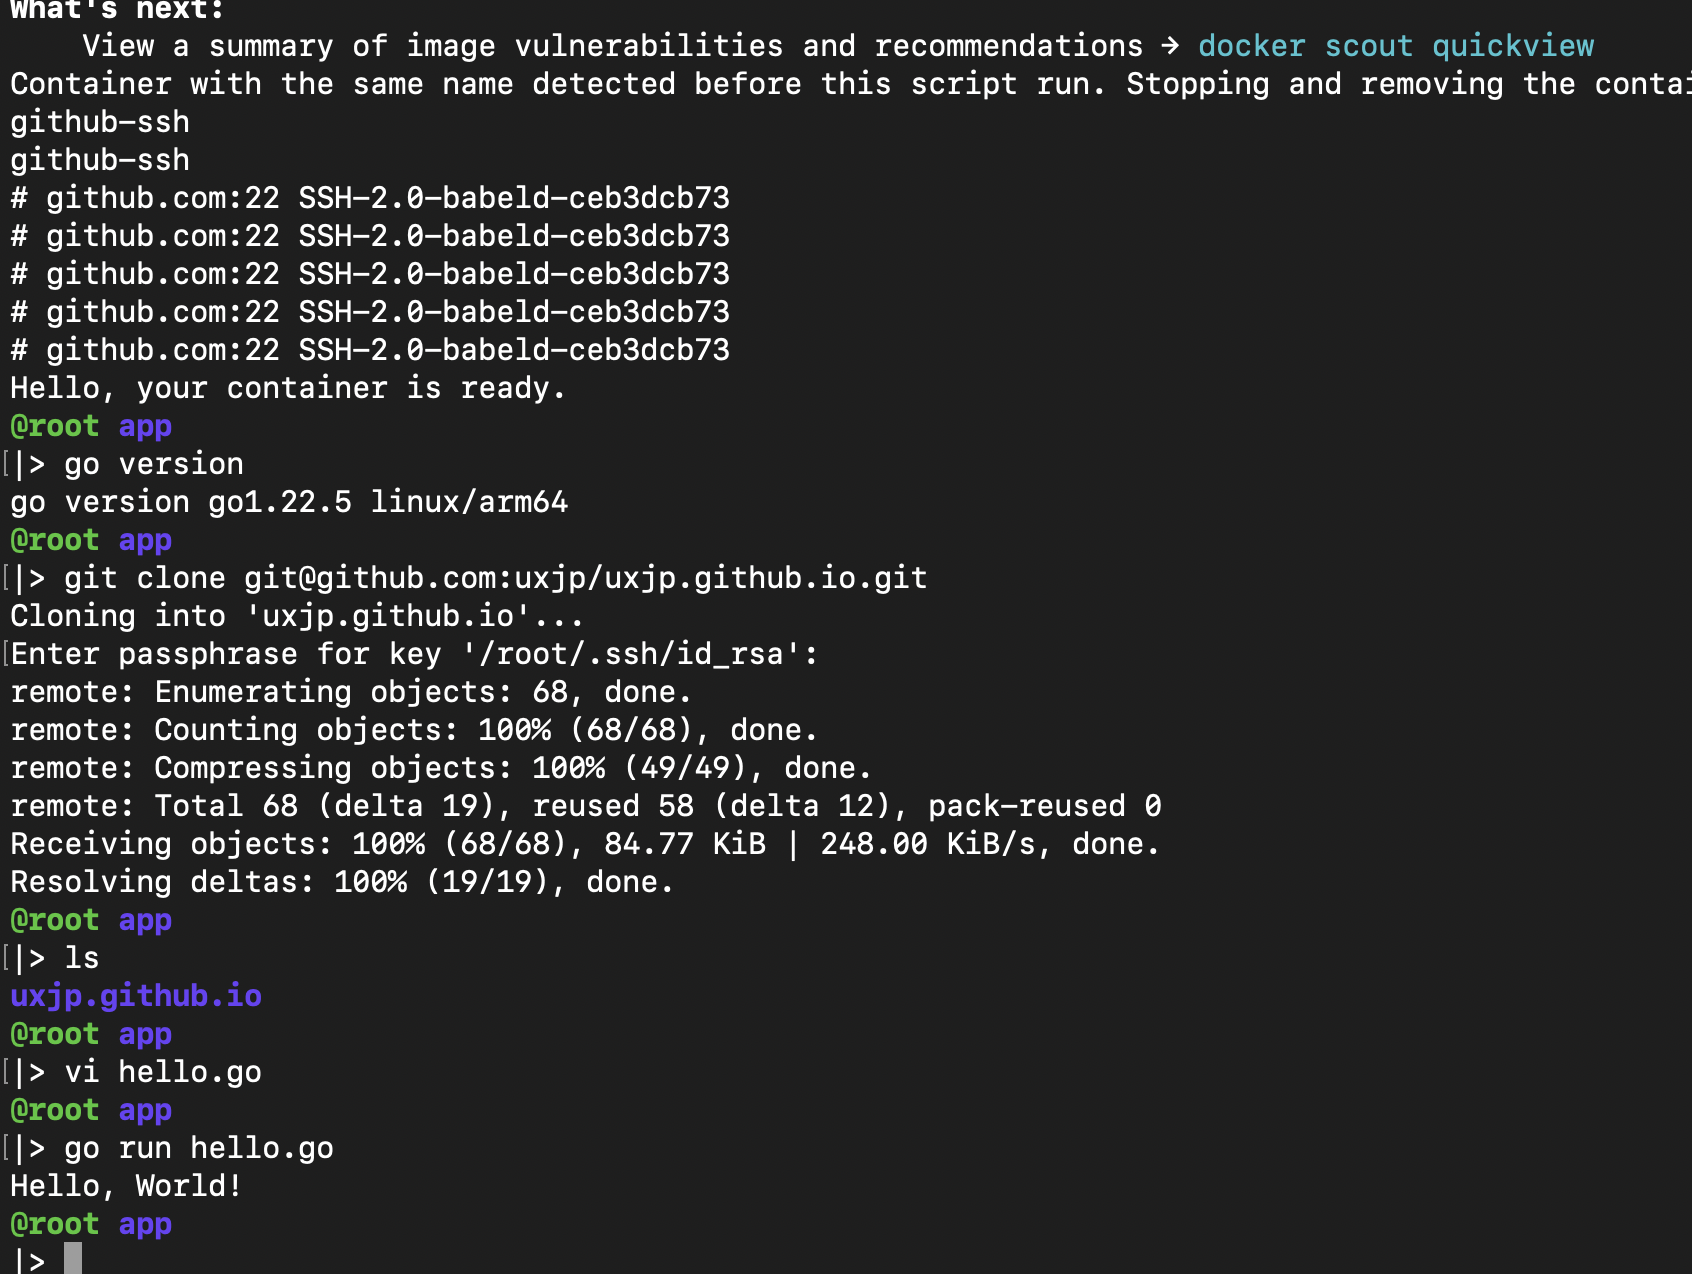 What's next:
    View a summary of image vulnerabilities and recommendations → docker scout quickview
Container with the same name detected before this script run. Stopping and removing the
github-ssh
github-ssh
# github.com:22 SSH-2.0-babeld-ceb3dcb73
# github.com:22 SSH-2.0-babeld-ceb3dcb73
# github.com:22 SSH-2.0-babeld-ceb3dcb73
# github.com:22 SSH-2.0-babeld-ceb3dcb73
# github.com:22 SSH-2.0-babeld-ceb3dcb73
Hello, your container is ready.
@root app
[|> go version
go version go1.22.5 linux/arm64
@root app
[|> git clone git@github.com:uxjp/uxjp.github.io.git
Cloning into 'uxjp.github.io'...
[Enter passphrase for key '/root/.ssh/id_rsa':
remote: Enumerating objects: 68, done.
remote: Counting objects: 100% (68/68), done.
remote: Compressing objects: 100% (49/49), done.
remote: Total 68 (delta 19), reused 58 (delta 12), pack-reused 0
Receiving objects: 100% (68/68), 84.77 KiB | 248.00 KiB/s, done.
Resolving deltas: 100% (19/19), done.
@root app
[|> ls
uxjp.github.io
@root app
[|> vi hello.go
@root app
[|> go run hello.go
Hello, World!
@root app
|>